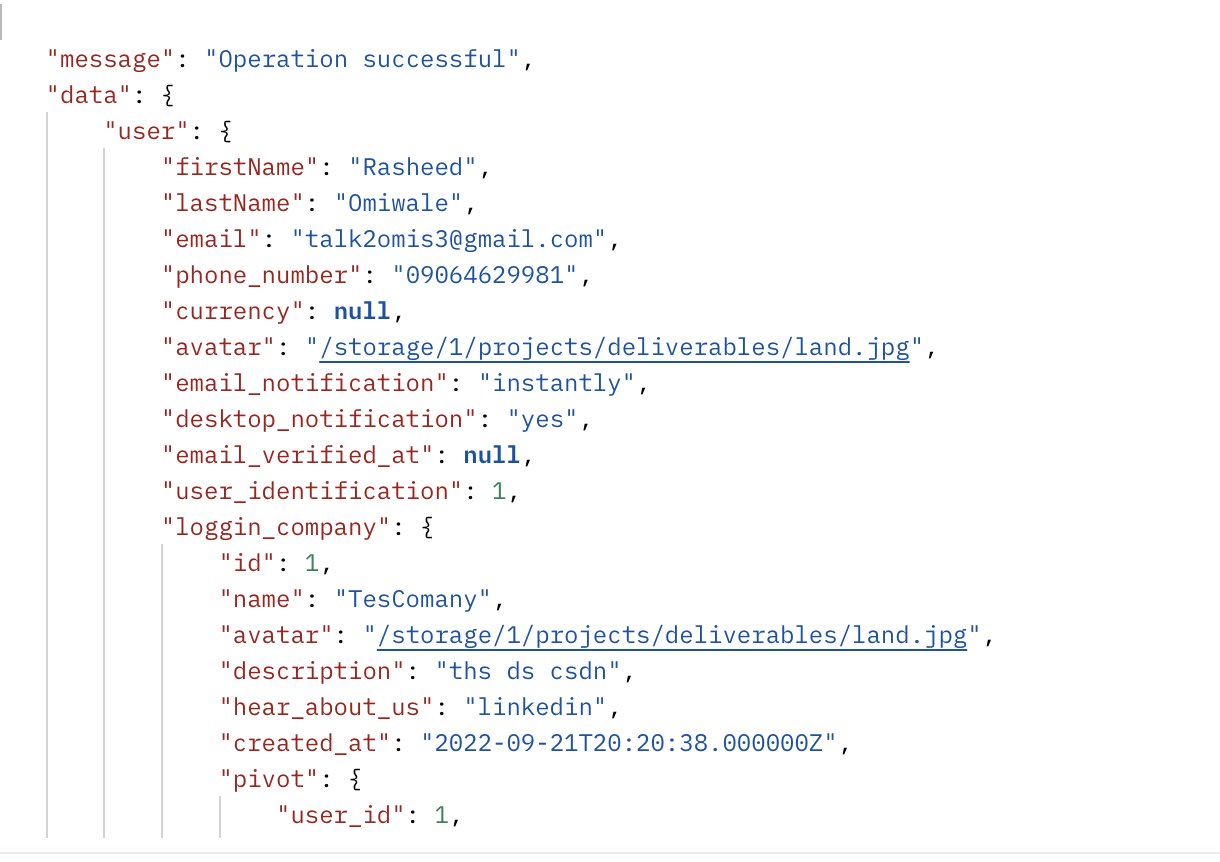 "message": "Operation successful",
"data": {
"user": {
"firstName": "Rasheed",
"lastName": "Omiwale",
"email": "talk2omis3@gmail.com",
"phone_number": "09064629981",
"currency": null,
"avatar": "/storage/1/projects/deliverables/land.jpg",
"email_notification": "instantly",
"desktop_notification": "yes",
"email_verified_at": null,
"user_identification": 1,
"loggin_company": {
"id": 1,
"name": "TesComany",
"avatar": "/storage/1/projects/deliverables/land.jpg",
"description": "ths ds csdn",
"hear_about_us": "linkedin",
"created_at": "2022-09-21T20:20:38.000000Z",
"pivot": {
"user_id": 1,